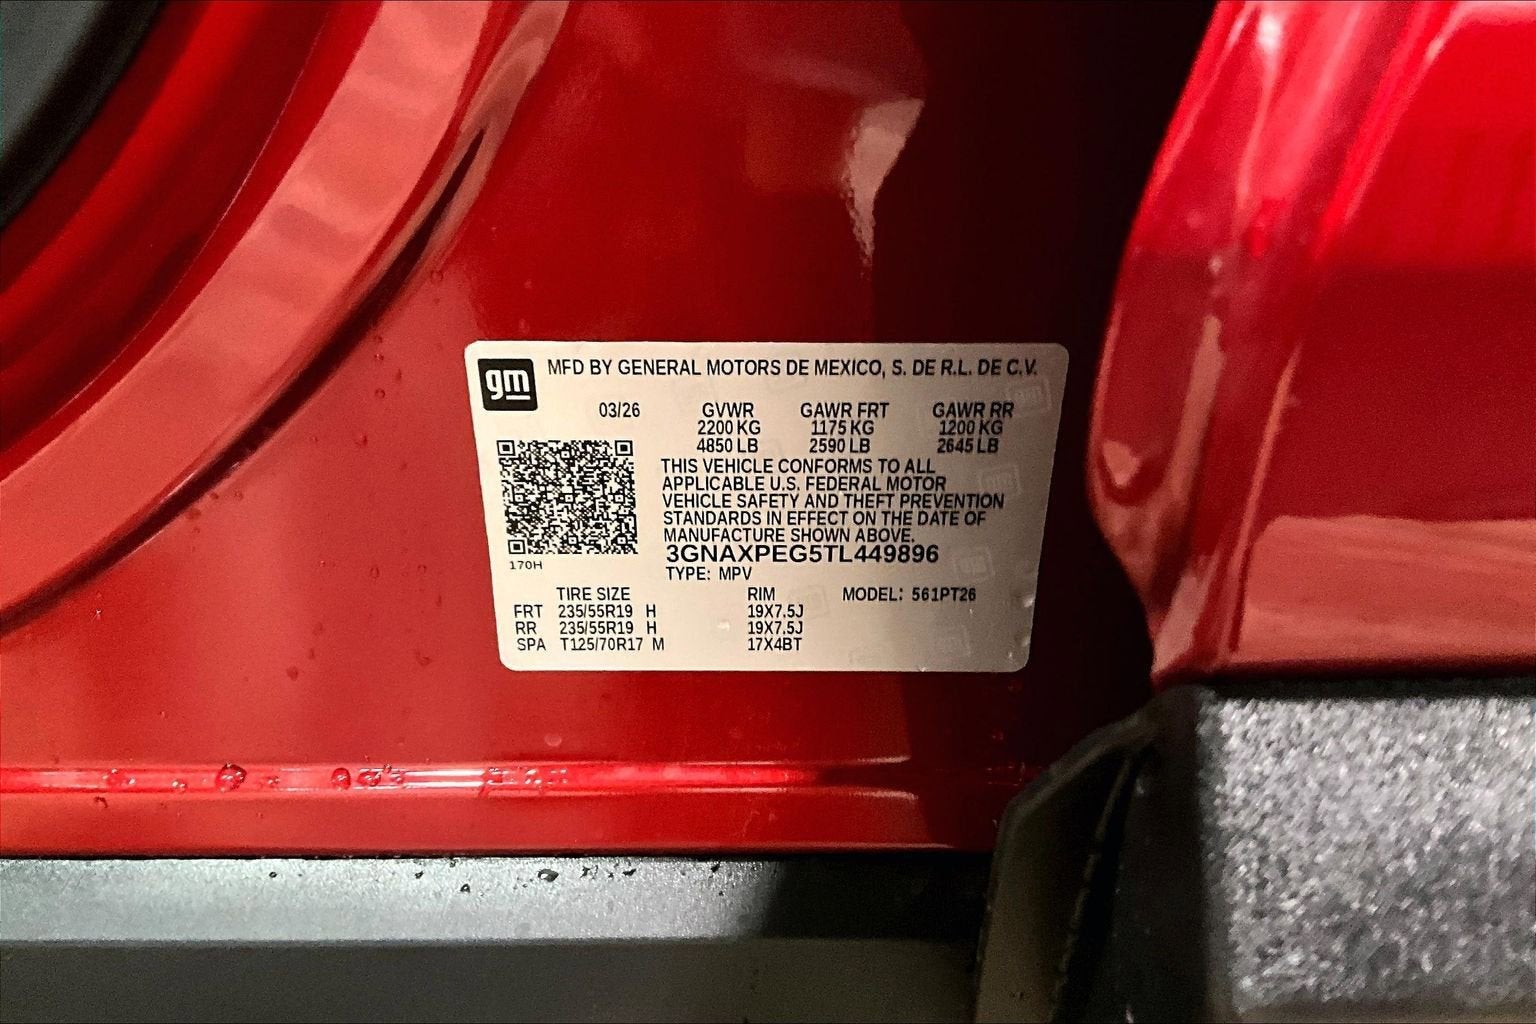 gm MFD BY GENERAL MOTORS DE MEXICO, S. DE R.L. DE C.V.
03/26 GVWR GAWR FRT GAWR RR
2200 KG 1175 KG 1200 KG
4850 LB 2590 LB 2645 LB
THIS VEHICLE CONFORMS TO ALL
APPLICABLE U.S. FEDERAL MOTOR
VEHICLE SAFETY AND THEFT PREVENTION
STANDARDS IN EFFECT ON THE DATE OF
MANUFACTURE SHOWN ABOVE.
3GNAXPEG5TL449896
170H
TYPE: MPV
TIRE SIZE RIM MODEL: 561PT26
FRT 235/55R19 H 19X7.5J
RR 235/55R19 H 19X7.5J
SPA T125/70R17 M 17X4BT